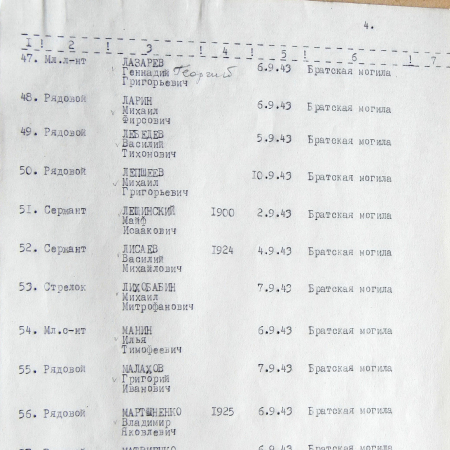 4.
1 ! 2 ! 3 ! 4 ! 5 ! 6 ! 7
47. Мл.л-нт ЛАЗАРЕВ
Геннадий Георгий 6.9.43 Братская могила
Григорьевич
48. Рядовой ЛАРИН
Михаил 6.9.43 Братская могила
Фирсович
49. Рядовой ЛЕБЕДЕВ
Василий 5.9.43 Братская могила
Тихонович
50. Рядовой
Михаил 10.9.43 Братская могила
Григорьевич
51. Сержант ЛЕЩИНСКИЙ 1900 2.9.43 Братская могила
Майф
Исаакович
52. Сержант ЛИСАЕВ 1924 4.9.43 Братская могила
Василий
Михайлович
53. Стрелок ЛИХОБАБИН 7.9.43 Братская могила
Михаил
Митрофанович
54. Мл.с-нт МАНИН 6.9.43 Братская могила
Илья
Тимофеевич
55. Рядовой МАЛАХОВ 7.9.43 Братская могила
Григорий
Иванович
56. Рядовой МАРТЫНЕНКО 1925 6.9.43 Братская могила
Владимир
Яковлевич